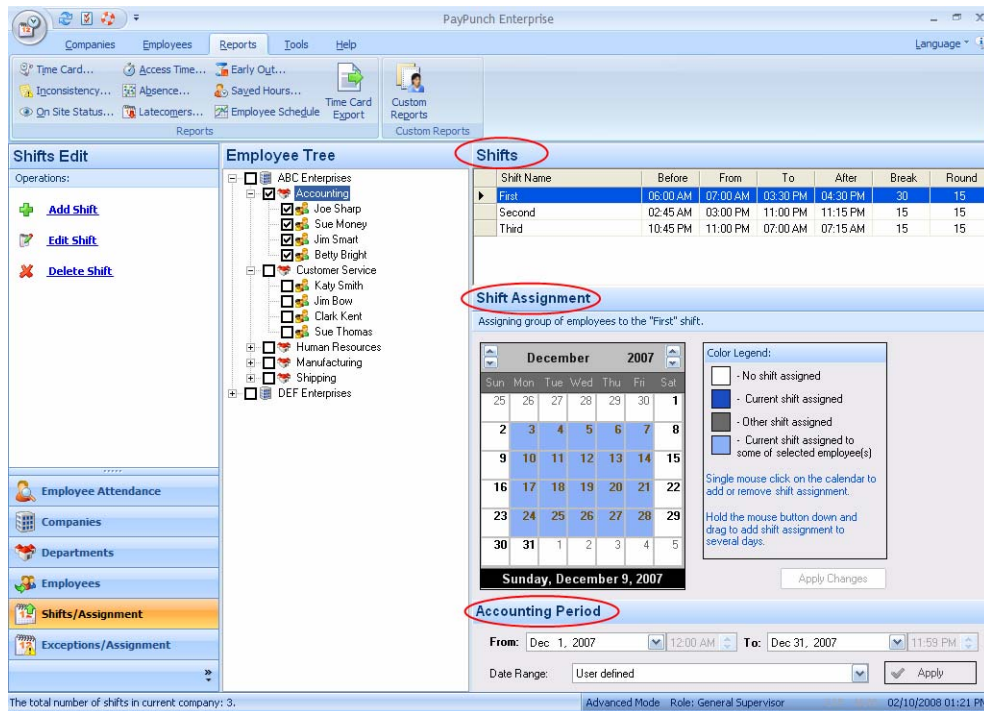 PayPunch Enterprise
Companies Employees Reports Tools Help Language
Time Card... Access Time... Early Out...
Inconsistency... Absence... Saved Hours...
On Site Status... Latecomers... Employee Schedule
Time Card Export
Custom Reports
Reports Custom Reports
Shifts Edit
Operations:
Add Shift
Edit Shift
Delete Shift
Employee Attendance
Companies
Departments
Employees
Shifts/Assignment
Exceptions/Assignment
Employee Tree
ABC Enterprises
Accounting
Joe Sharp
Sue Money
Jim Smart
Betty Bright
Customer Service
Katy Smith
Jim Bow
Clark Kent
Sue Thomas
Human Resources
Manufacturing
Shipping
DEF Enterprises
Shifts
Shift Name Before From To After Break Round
First 06:00 AM 07:00 AM 03:30 PM 04:30 PM 30 15
Second 02:45 AM 03:00 PM 11:00 PM 11:15 PM 15 15
Third 10:45 PM 11:00 PM 07:00 AM 07:15 AM 15 15
Shift Assignment
Assigning group of employees to the "First" shift.
December 2007
Sun Mon Tue Wed Thu Fri Sat
25 26 27 28 29 30 1
2 3 4 5 6 7 8
9 10 11 12 13 14 15
16 17 18 19 20 21 22
23 24 25 26 27 28 29
30 31 1 2 3 4 5
Sunday, December 9, 2007
Color Legend:
- No shift assigned
- Current shift assigned
- Other shift assigned
- Current shift assigned to
some of selected employee(s)
Single mouse click on the calendar to
add or remove shift assignment.
Hold the mouse button down and
drag to add shift assignment to
several days.
Apply Changes
Accounting Period
From: Dec 1, 2007 12:00 AM To: Dec 31, 2007 11:59 PM
Date Range: User defined Apply
The total number of shifts in current company: 3. Advanced Mode Role: General Supervisor 02/10/2008 01:21 PM